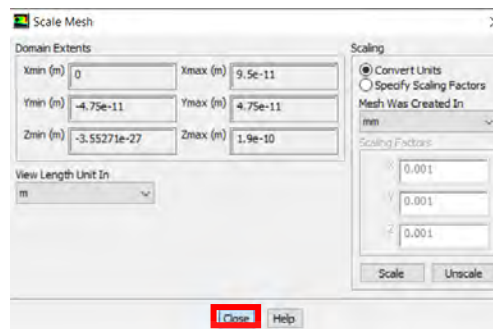 Scale Mesh
Domain Extents
Xmin (m) 0 Xmax (m) 9.5e-11
Ymin (m) -4.75e-11 Ymax (m) 4.75e-11
Zmin (m) -3.55271e-27 Zmax (m) 1.9e-10
View Length Unit In
m
Scaling
Convert Units
Specify Scaling Factors
Mesh Was Created In
mm
Scaling Factors
X 0.001
Y 0.001
Z 0.001
Scale Unscale
Close Help